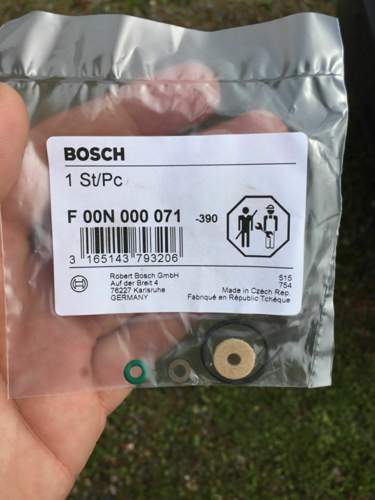 BOSCH
1 St/Pc
F 00N 000 071 -390
3 165143 793206
Robert Bosch GmbH
Auf der Breit 4
76227 Karlsruhe
GERMANY
515
754
Made in Czech Rep.
Fabriqué en République Tchèque